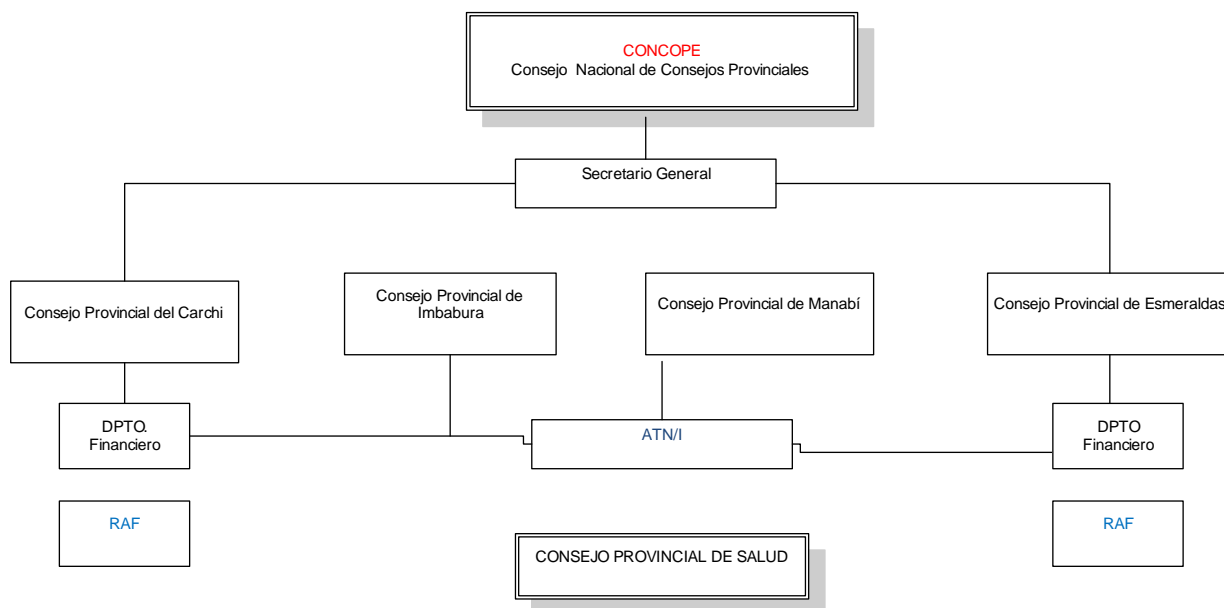 CONCOPE
Consejo Nacional de Consejos Provinciales
Secretario General
Consejo Provincial del Carchi
Consejo Provincial de
Imbabura
Consejo Provincial de Manabí
Consejo Provincial de Esmeraldas
DPTO.
Financiero
ATN/I
DPTO
Financiero
RAF
RAF
CONSEJO PROVINCIAL DE SALUD